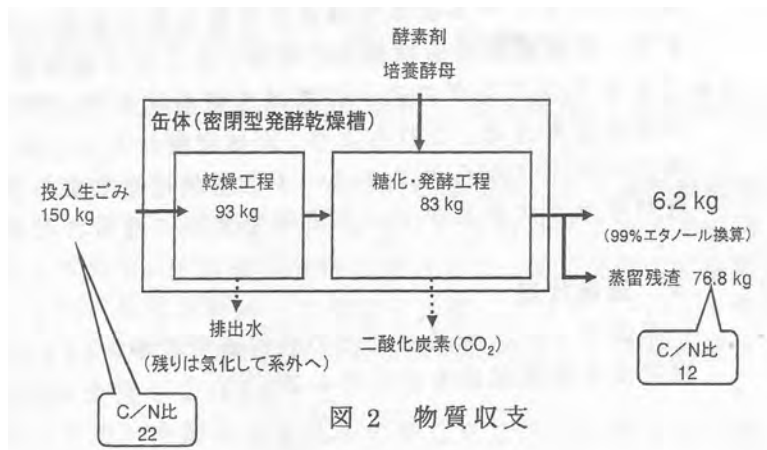 酵素剤
培養酵母
缶体(密閉型発酵乾燥槽)
投入生ごみ
150 kg
乾燥工程
93 kg
糖化・発酵工程
83 kg
6.2 kg
(99%エタノール換算)
蒸留残渣 76.8 kg
排出水
(残りは気化して系外へ)
二酸化炭素(CO₂)
C/N比
12
C/N比
22
図 2 物質収支